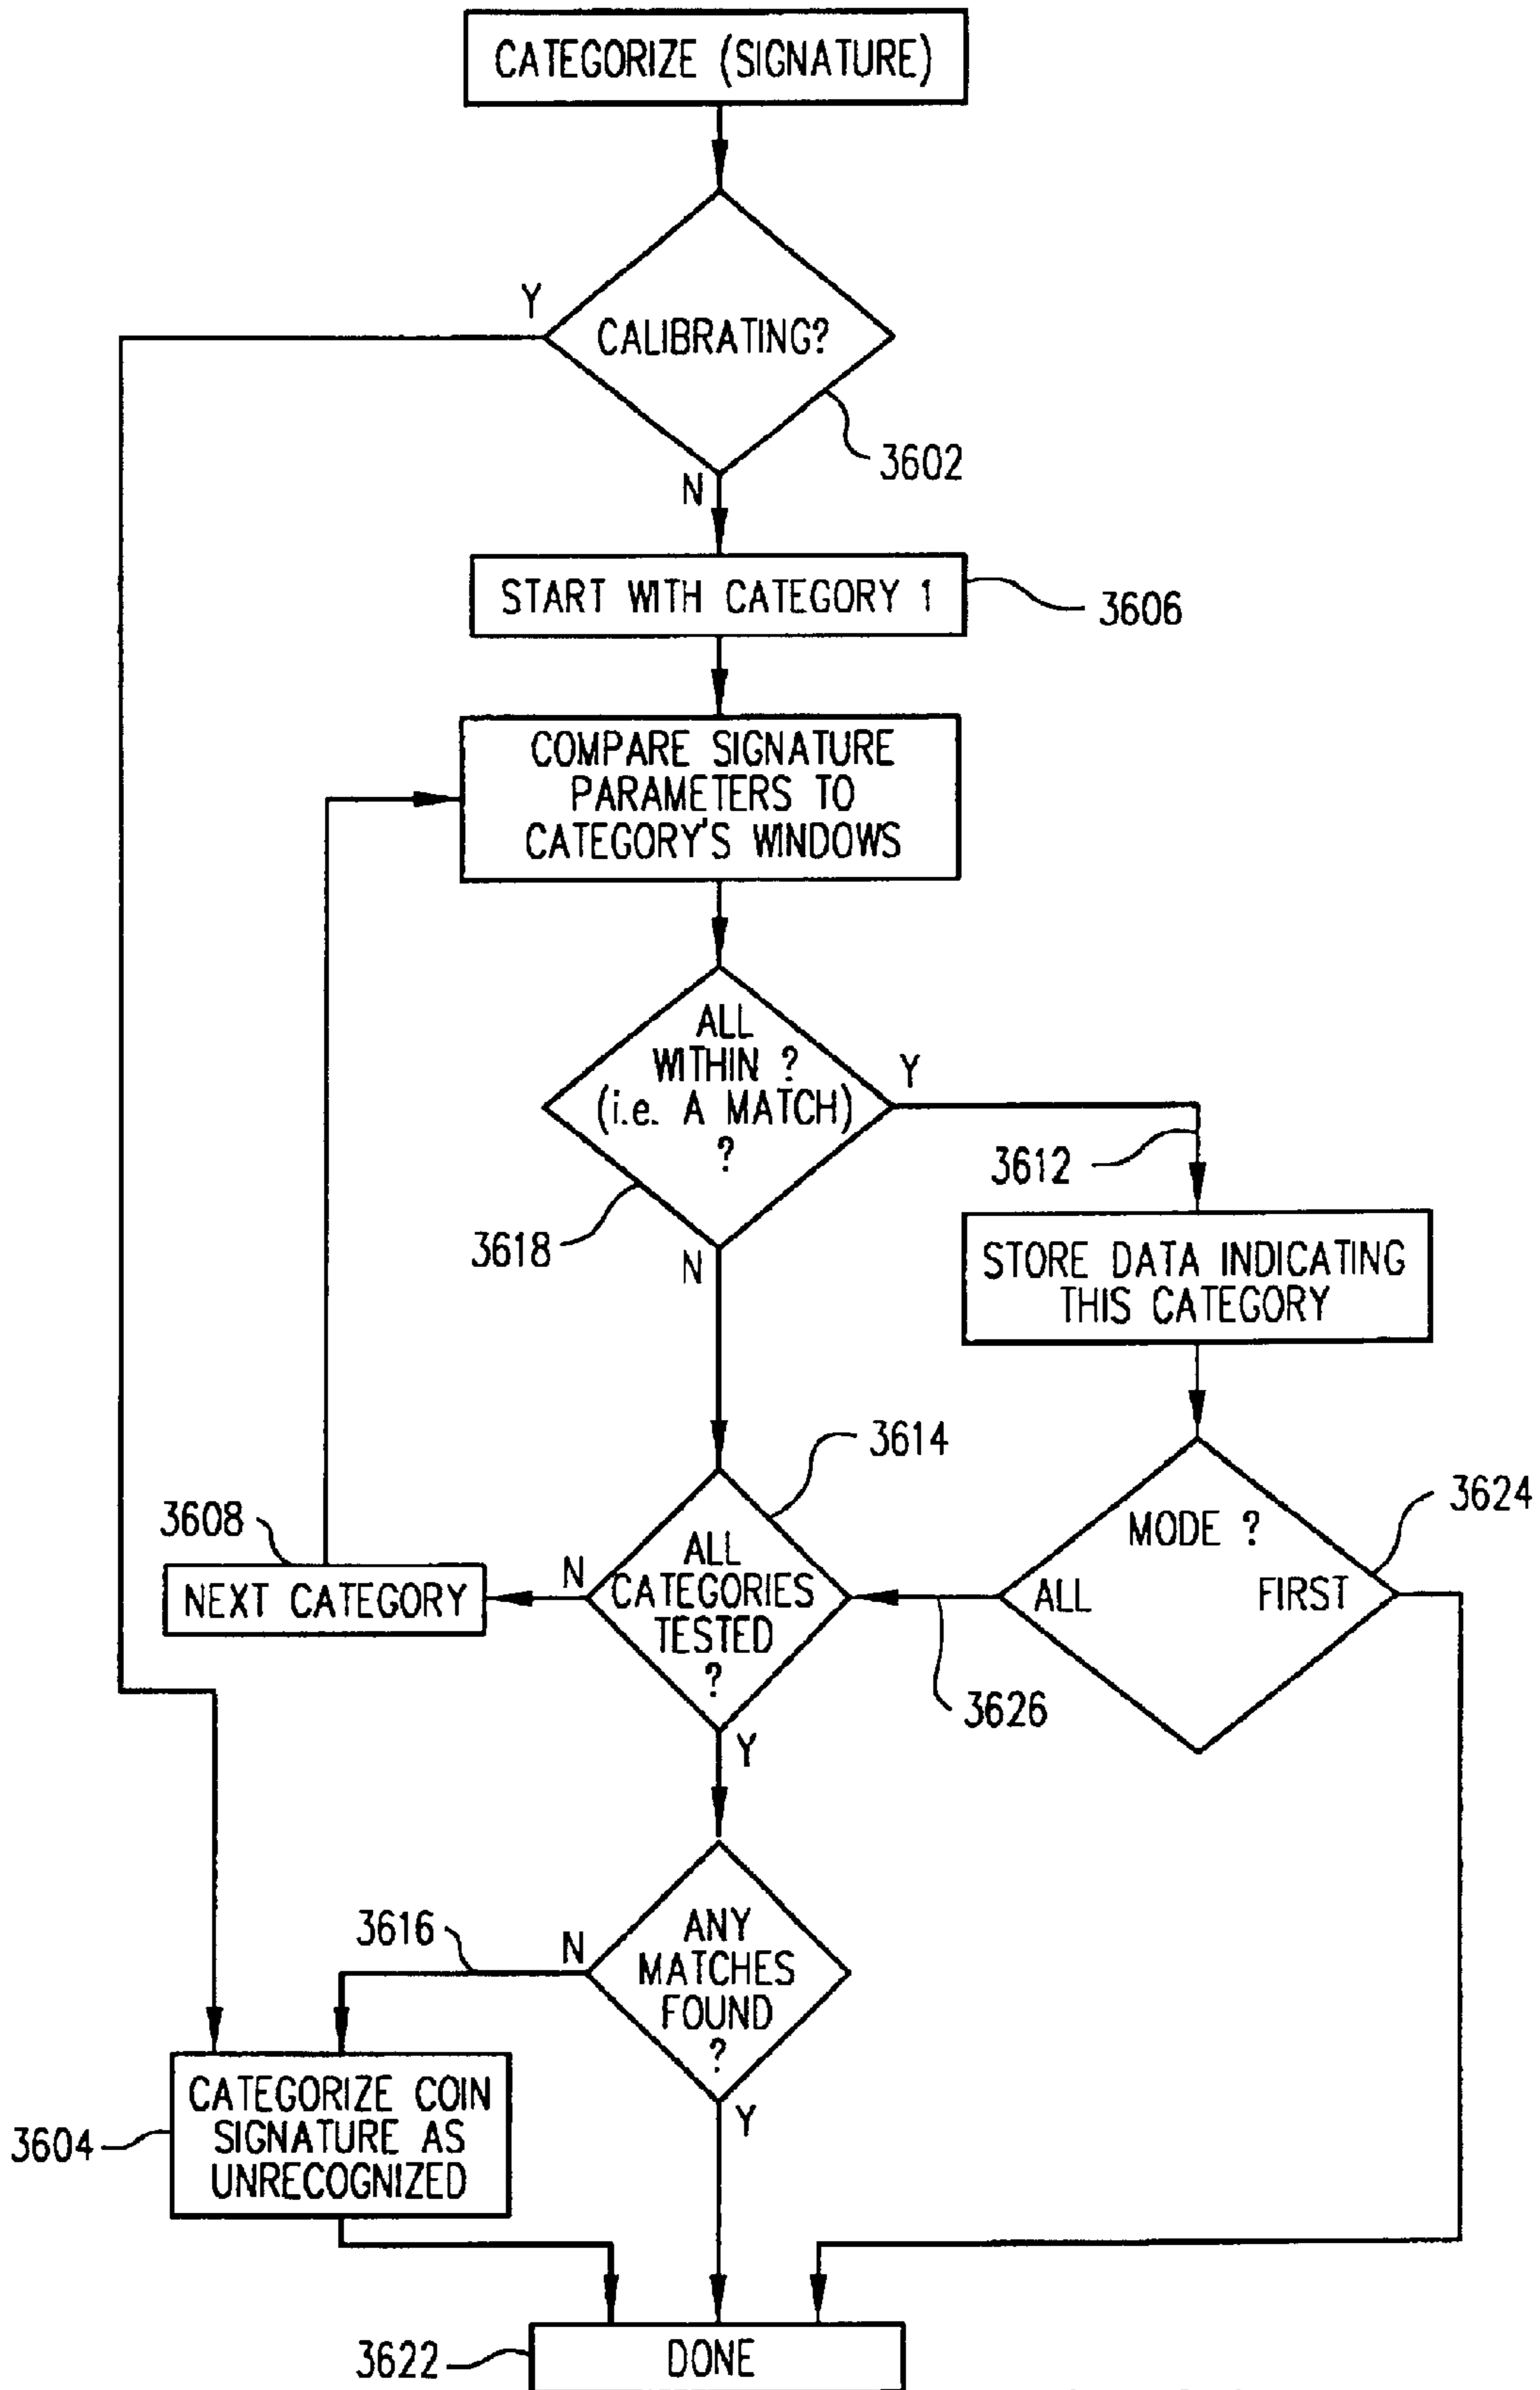 CATEGORIZE (SIGNATURE)
Y
CALIBRATING?
3602
N
START WITH CATEGORY 1
3606
COMPARE SIGNATURE
PARAMETERS TO
CATEGORY'S WINDOWS
ALL
WITHIN ?
(i.e. A MATCH)
?
Y
3612
3618
N
STORE DATA INDICATING
THIS CATEGORY
3614
3624
3608
MODE ?
ALL
FIRST
NEXT CATEGORY
N
ALL
CATEGORIES
TESTED
?
3626
Y
3616
N
ANY
MATCHES
FOUND
?
Y
3604
CATEGORIZE COIN
SIGNATURE AS
UNRECOGNIZED
3622
DONE